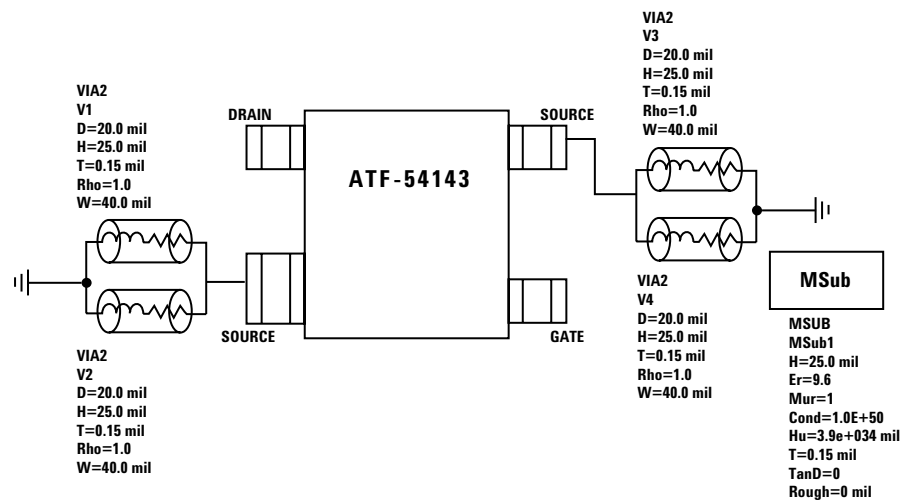 VIA2
V3
D=20.0 mil
H=25.0 mil
T=0.15 mil
Rho=1.0
W=40.0 mil
VIA2
V1
D=20.0 mil
H=25.0 mil
T=0.15 mil
Rho=1.0
W=40.0 mil
DRAIN
SOURCE
ATF-54143
SOURCE
GATE
VIA2
V2
D=20.0 mil
H=25.0 mil
T=0.15 mil
Rho=1.0
W=40.0 mil
VIA2
V4
D=20.0 mil
H=25.0 mil
T=0.15 mil
Rho=1.0
W=40.0 mil
MSub
MSUB
MSub1
H=25.0 mil
Er=9.6
Mur=1
Cond=1.0E+50
Hu=3.9e+034 mil
T=0.15 mil
TanD=0
Rough=0 mil